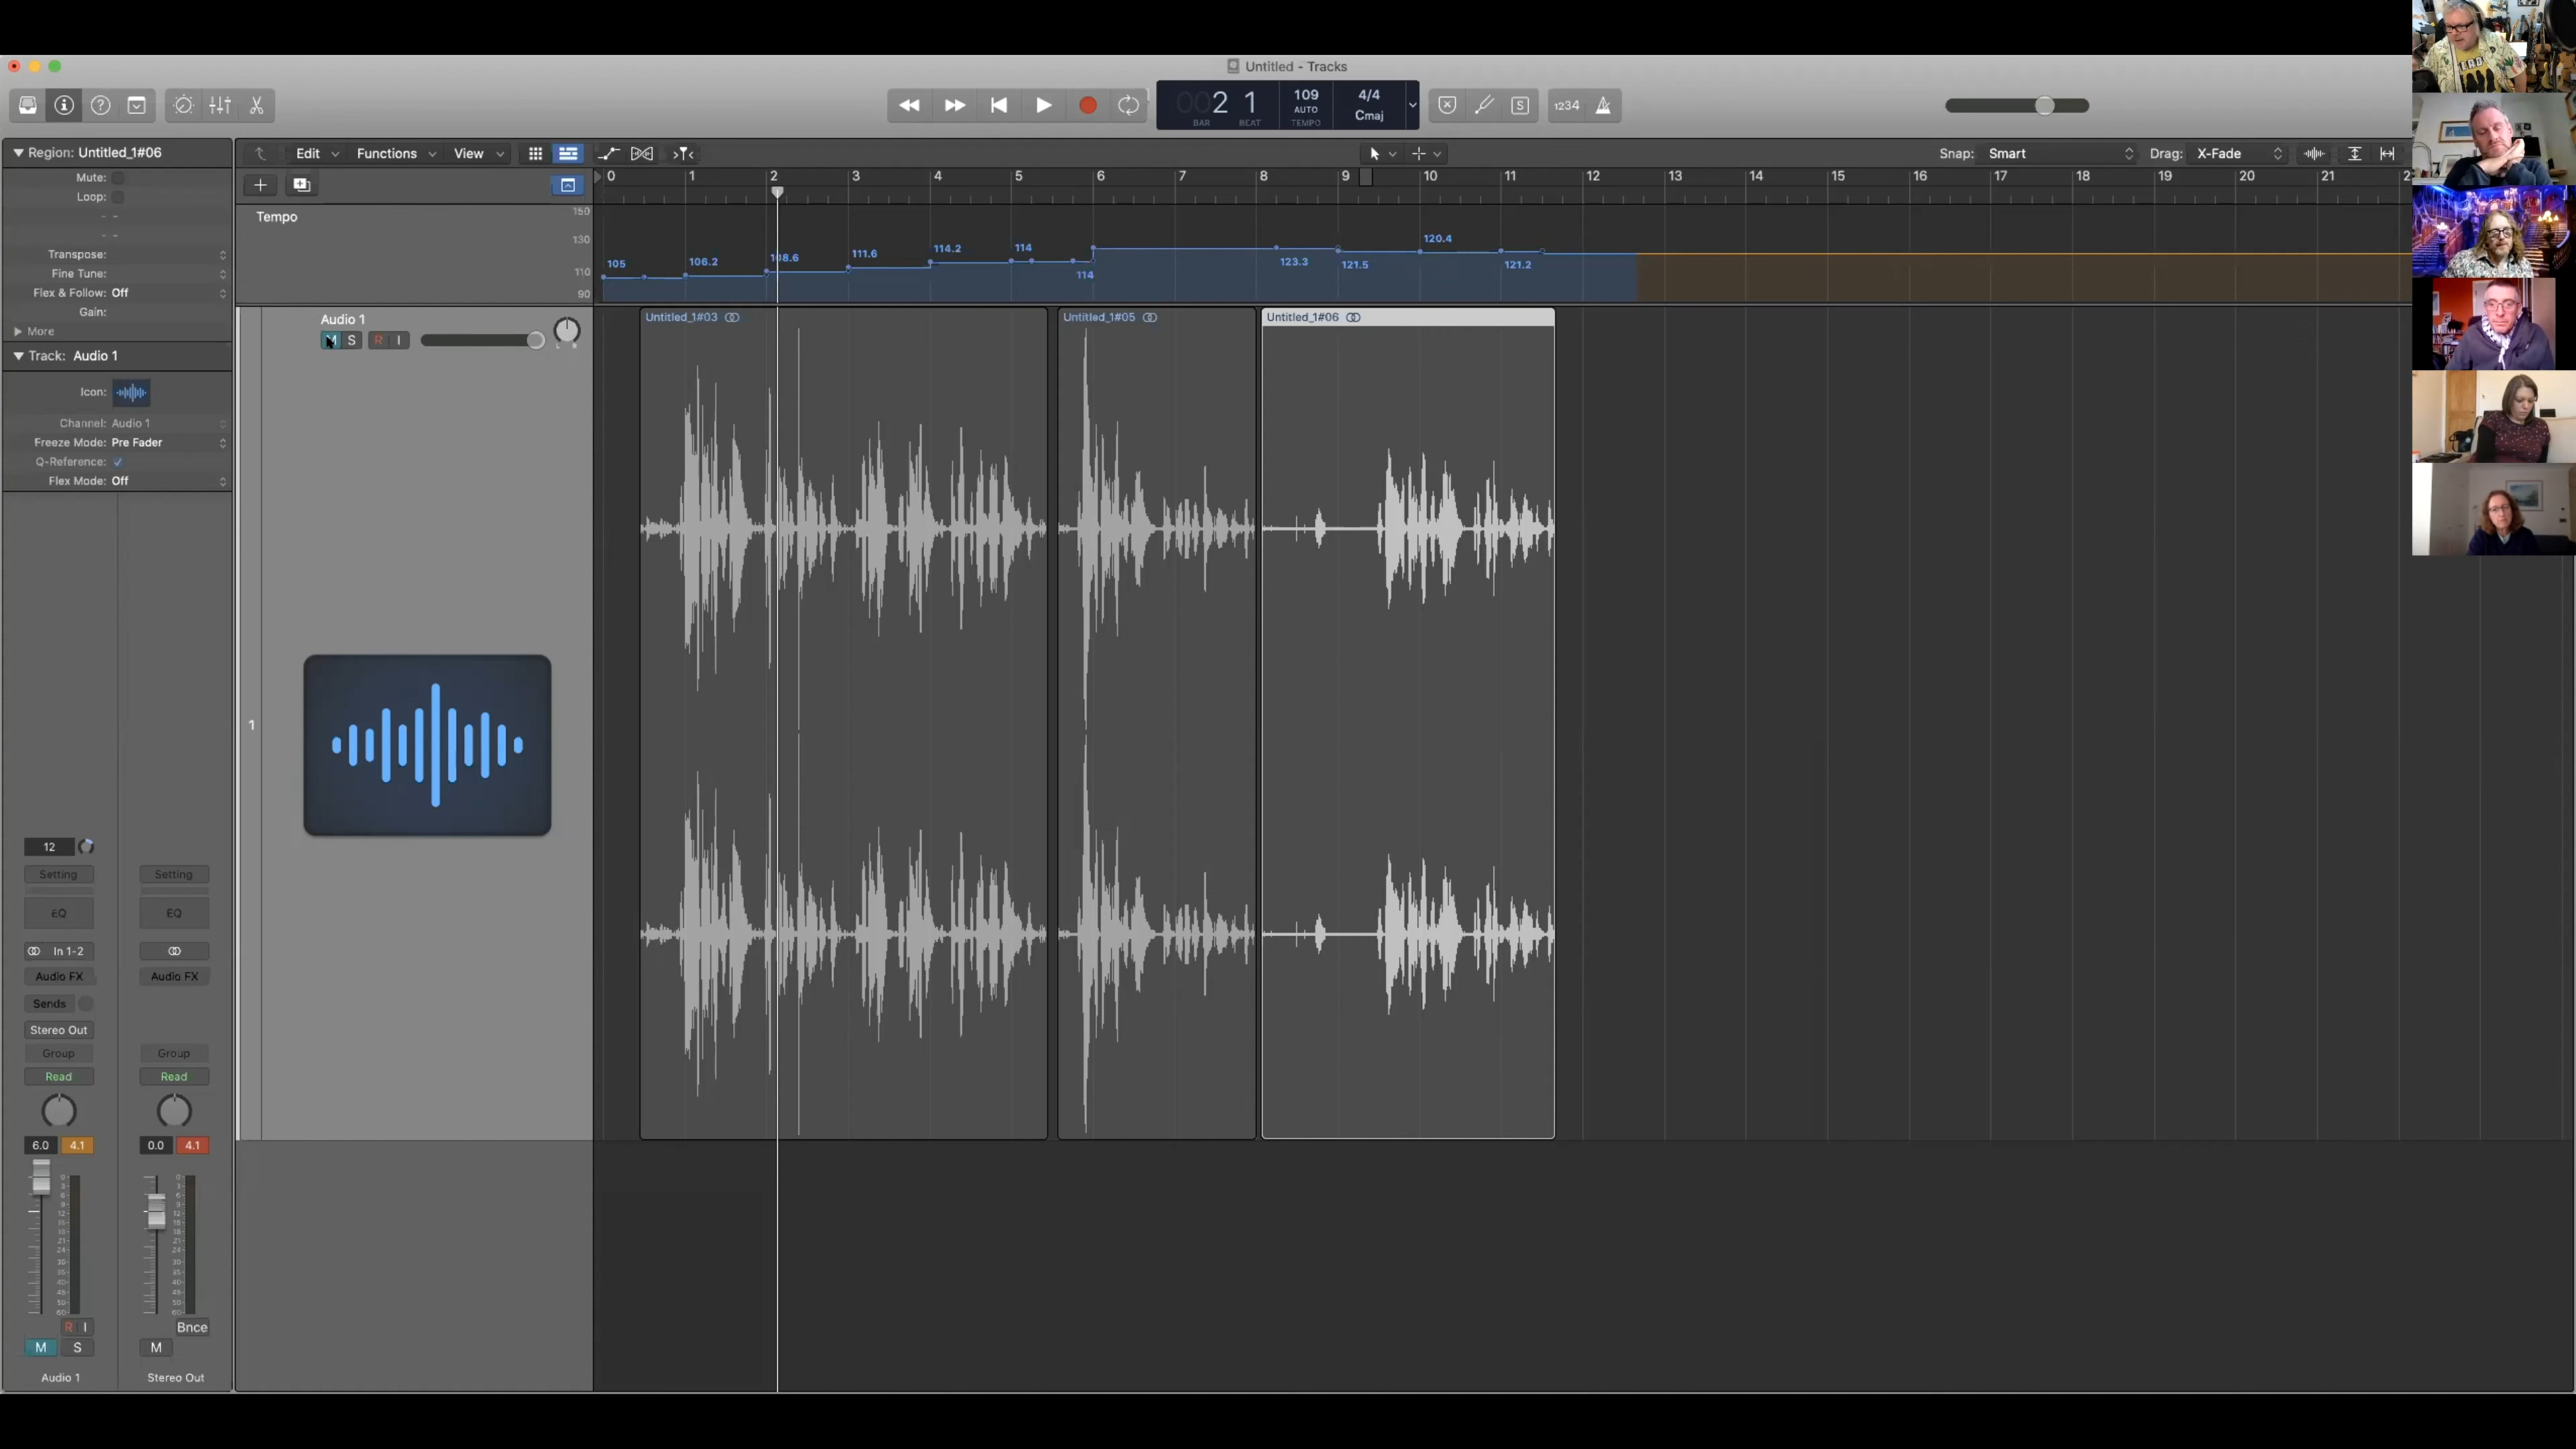 Untitled - Tracks
002 1 109 4/4
AUTO Cmaj
BAR BEAT TEMPO
S 1234
Region: Untitled_1#06 Edit Functions View Snap: Smart Drag: X-Fade
Mute:
Loop:
0 1 2 3 4 5 6 7 8 9 10 11 12 13 14 15 16 17 18 19 20 21 2
Tempo 150
130
110
90
105 106.2 108.6 111.6 114.2 114 114 123.3 121.5 120.4 121.2
Transpose:
Fine Tune:
Flex & Follow: Off
Gain:
More
Audio 1
M S R I
Untitled_1#03 Untitled_1#05 Untitled_1#06
Track: Audio 1
Icon:
Channel: Audio 1
Freeze Mode: Pre Fader
Q-Reference:
Flex Mode: Off
1
12
Setting Setting
EQ EQ
In 1-2
Audio FX Audio FX
Sends
Stereo Out
Group Group
Read Read
6.0 4.1 0.0 4.1
R I Bnce
M S M
Audio 1 Stereo Out